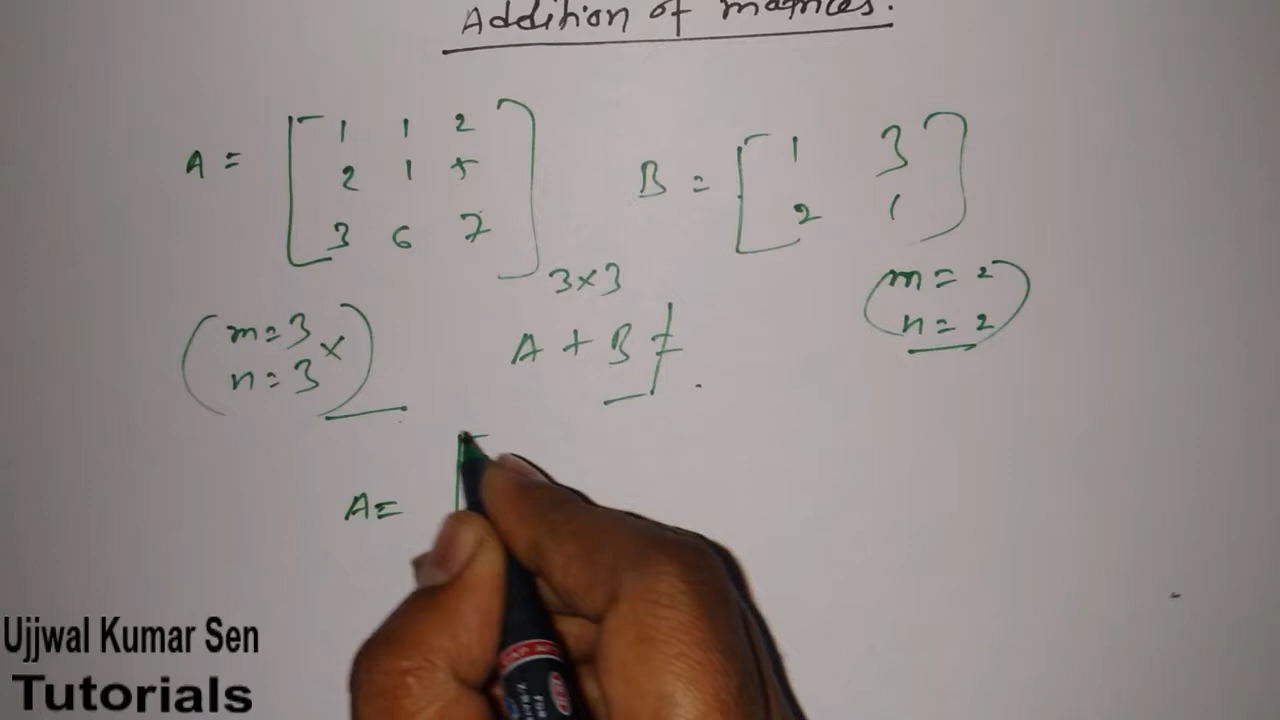 Addition of matrices.
A = [ 1 1 2
2 1 5
3 6 7 ] 3×3
B = [ 1 3
2 1 ]
(m=3
n=3 ×)
A + B ≠
(m = 2
n = 2)
A = [
Ujjwal Kumar Sen
Tutorials